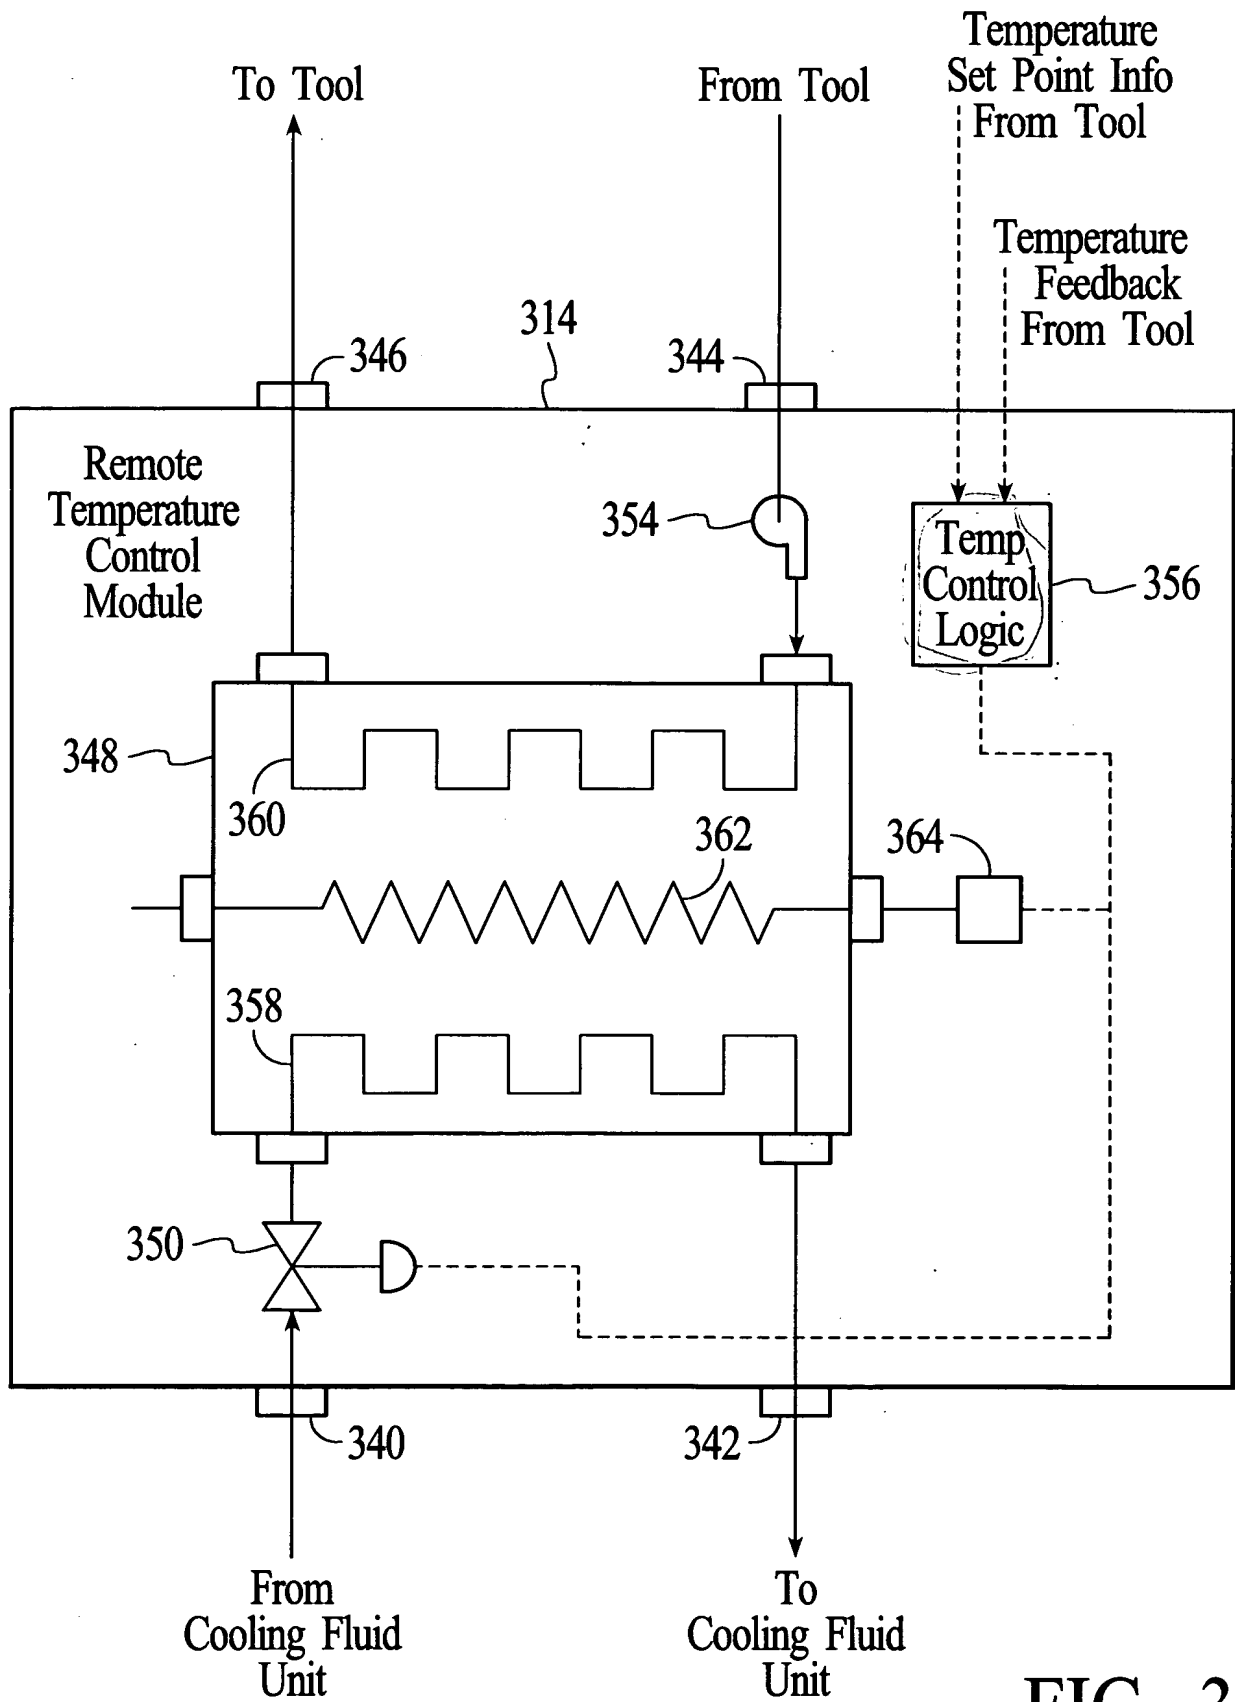 To Tool
From Tool
Temperature
Set Point Info
From Tool
Temperature
Feedback
From Tool
314
346
344
Remote
Temperature
Control
Module
354
Temp
Control
Logic
356
348
360
362
364
358
350
340
342
From
Cooling Fluid
Unit
To
Cooling Fluid
Unit